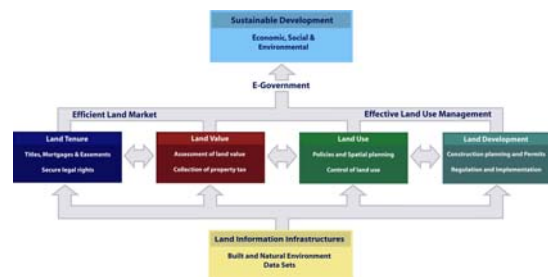 Sustainable Development
Economic, Social &
Environmental
E-Government
Efficient Land Market
Effective Land Use Management
Land Tenure
Titles, Mortgages & Easements
Secure legal rights
Land Value
Assessment of land value
Collection of property tax
Land Use
Policies and Spatial planning
Control of land use
Land Development
Construction planning and Permits
Regulation and Implementation
Land Information Infrastructures
Built and Natural Environment
Data Sets